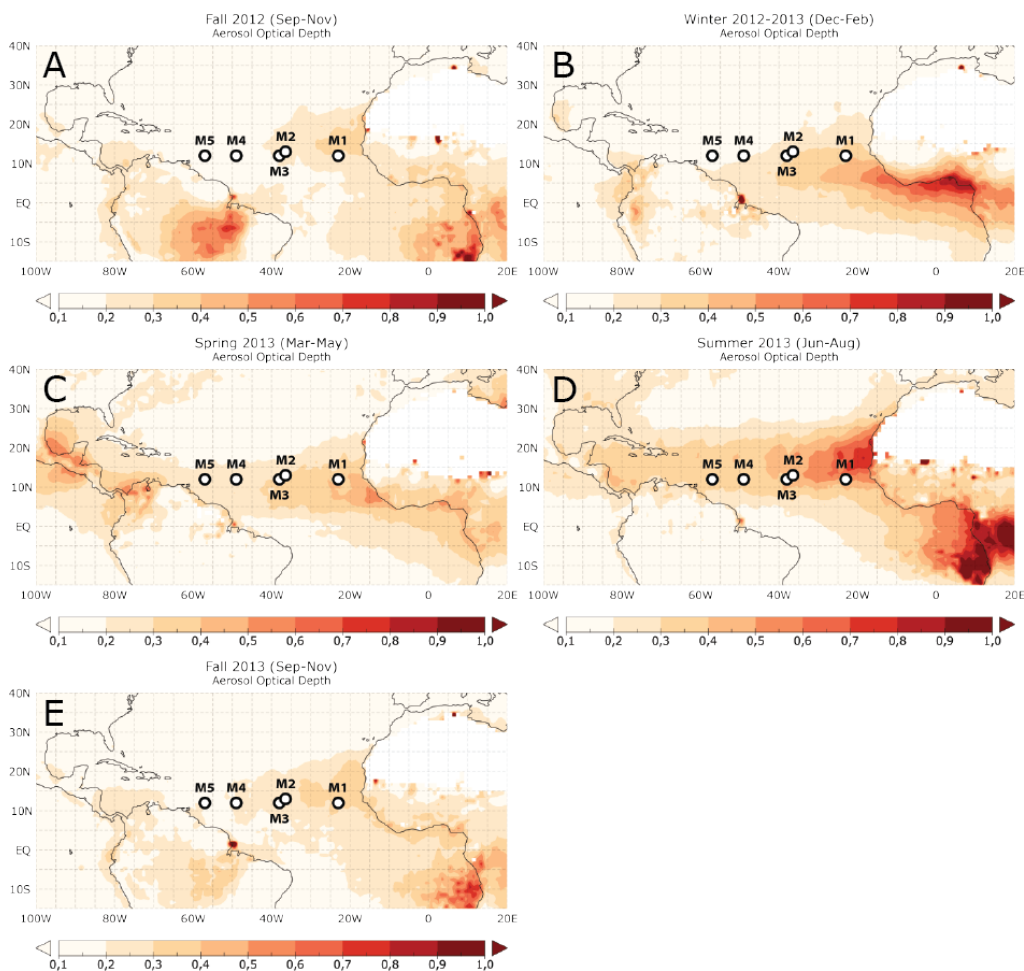 Fall 2012 (Sep-Nov)
Aerosol Optical Depth
A
40N
30N
20N
10N
EQ
10S
M5
M4
M2
M3
M1
100W
80W
60W
40W
20W
0
20E
0,1
0,2
0,3
0,4
0,5
0,6
0,7
0,8
0,9
1,0
Winter 2012-2013 (Dec-Feb)
Aerosol Optical Depth
B
40N
30N
20N
10N
EQ
10S
M5
M4
M2
M3
M1
100W
80W
60W
40W
20W
0
20E
0,1
0,2
0,3
0,4
0,5
0,6
0,7
0,8
0,9
1,0
Spring 2013 (Mar-May)
Aerosol Optical Depth
C
40N
30N
20N
10N
EQ
10S
M5
M4
M2
M3
M1
100W
80W
60W
40W
20W
0
20E
0,1
0,2
0,3
0,4
0,5
0,6
0,7
0,8
0,9
1,0
Summer 2013 (Jun-Aug)
Aerosol Optical Depth
D
40N
30N
20N
10N
EQ
10S
M5
M4
M2
M3
M1
100W
80W
60W
40W
20W
0
20E
0,1
0,2
0,3
0,4
0,5
0,6
0,7
0,8
0,9
1,0
Fall 2013 (Sep-Nov)
Aerosol Optical Depth
E
40N
30N
20N
10N
EQ
10S
M5
M4
M2
M3
M1
100W
80W
60W
40W
20W
0
20E
0,1
0,2
0,3
0,4
0,5
0,6
0,7
0,8
0,9
1,0